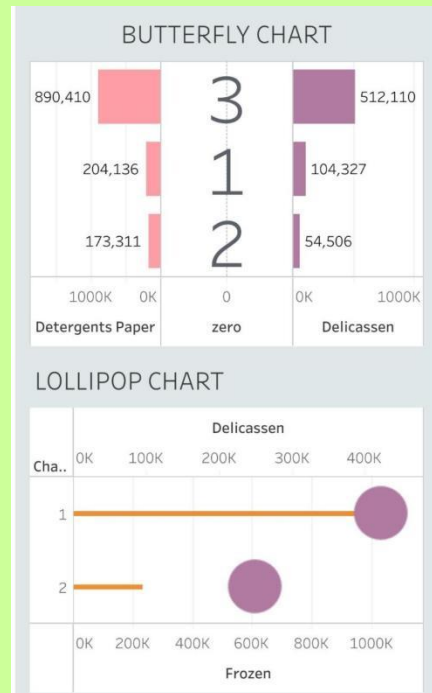 BUTTERFLY CHART
890,410 3 512,110
204,136 1 104,327
173,311 2 54,506
1000K 0K 0 0K 1000K
Detergents Paper zero Delicassen
LOLLIPOP CHART
Delicassen
Cha.. 0K 100K 200K 300K 400K
1
2
0K 200K 400K 600K 800K 1000K
Frozen